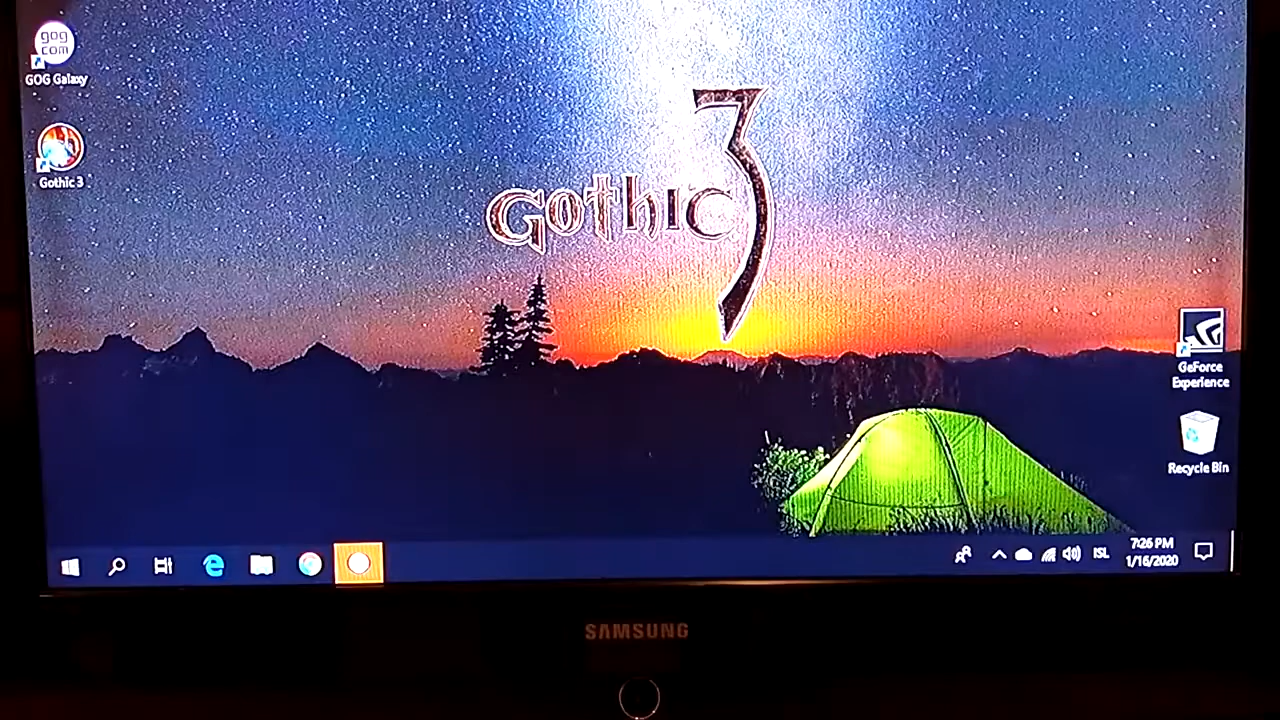 gog
com
GOG Galaxy
Gothic 3
Gothic 3
GeForce
Experience
Recycle Bin
ISL
7:26 PM
1/16/2020
SAMSUNG